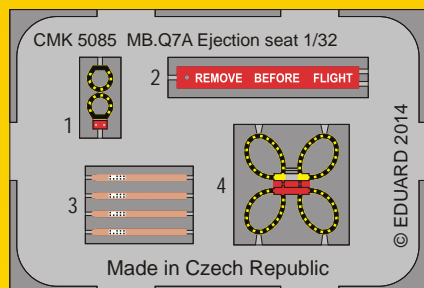 CMK 5085 MB.Q7A Ejection seat 1/32
1
2
REMOVE BEFORE FLIGHT
3
4
© EDUARD 2014
Made in Czech Republic